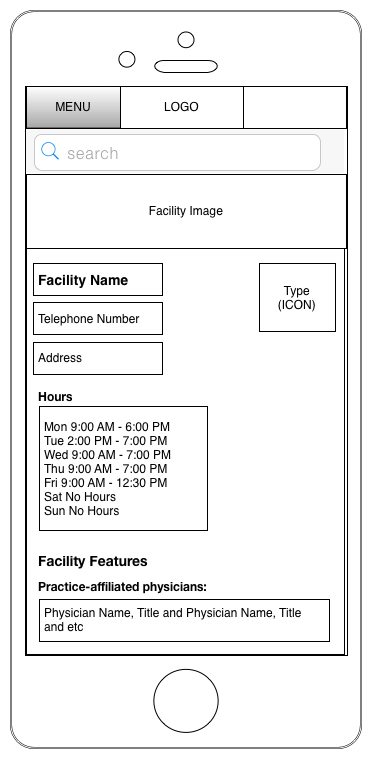 MENU
LOGO
search
Facility Image
Facility Name
Type
(ICON)
Telephone Number
Address
Hours
Mon 9:00 AM - 6:00 PM
Tue 2:00 PM - 7:00 PM
Wed 9:00 AM - 7:00 PM
Thu 9:00 AM - 7:00 PM
Fri 9:00 AM - 12:30 PM
Sat No Hours
Sun No Hours
Facility Features
Practice-affiliated physicians:
Physician Name, Title and Physician Name, Title
and etc